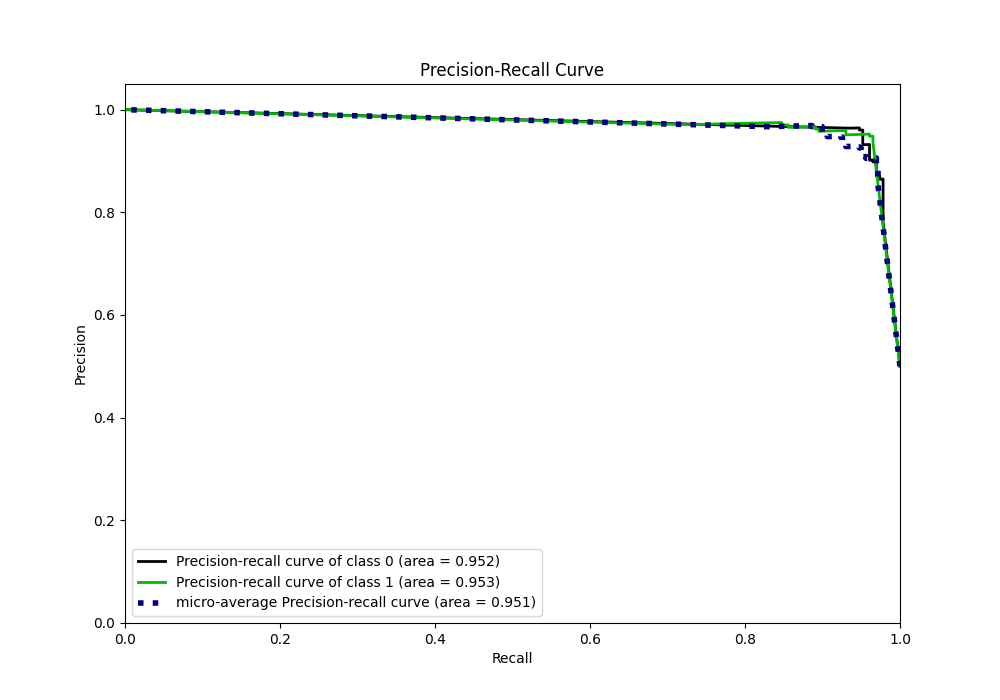 Precision-Recall Curve
1.0
0.8
0.6
0.4
0.2
0.0
Precision
Precision-recall curve of class 0 (area = 0.952)
Precision-recall curve of class 1 (area = 0.953)
micro-average Precision-recall curve (area = 0.951)
0.0 0.2 0.4 0.6 0.8 1.0
Recall